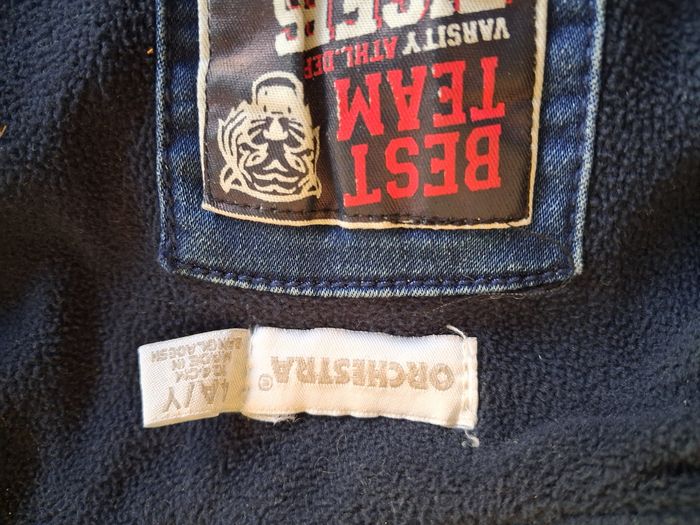 ORCHESTRA®
4A/Y
MADE IN
BANGLADESH
BEST
TEAM
VARSITY ATHL.DEP